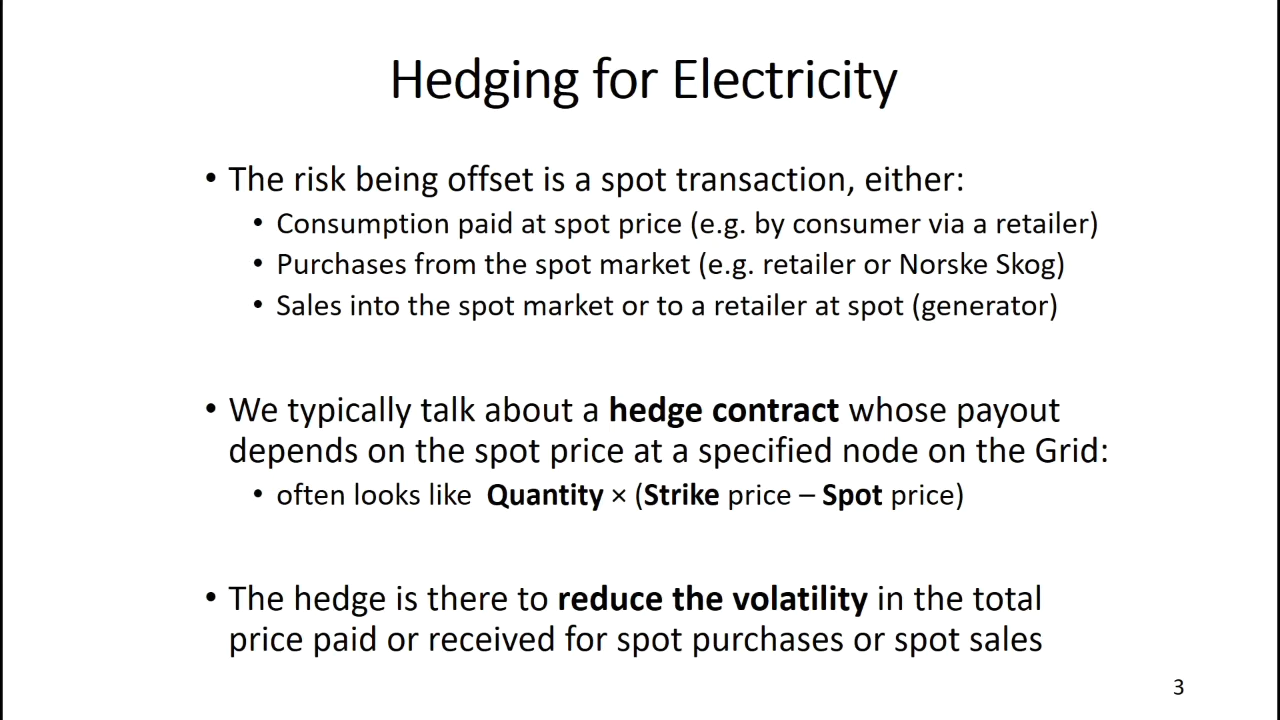 Hedging for Electricity
• The risk being offset is a spot transaction, either:
• Consumption paid at spot price (e.g. by consumer via a retailer)
• Purchases from the spot market (e.g. retailer or Norske Skog)
• Sales into the spot market or to a retailer at spot (generator)
• We typically talk about a hedge contract whose payout
depends on the spot price at a specified node on the Grid:
• often looks like Quantity × (Strike price – Spot price)
• The hedge is there to reduce the volatility in the total
price paid or received for spot purchases or spot sales
3